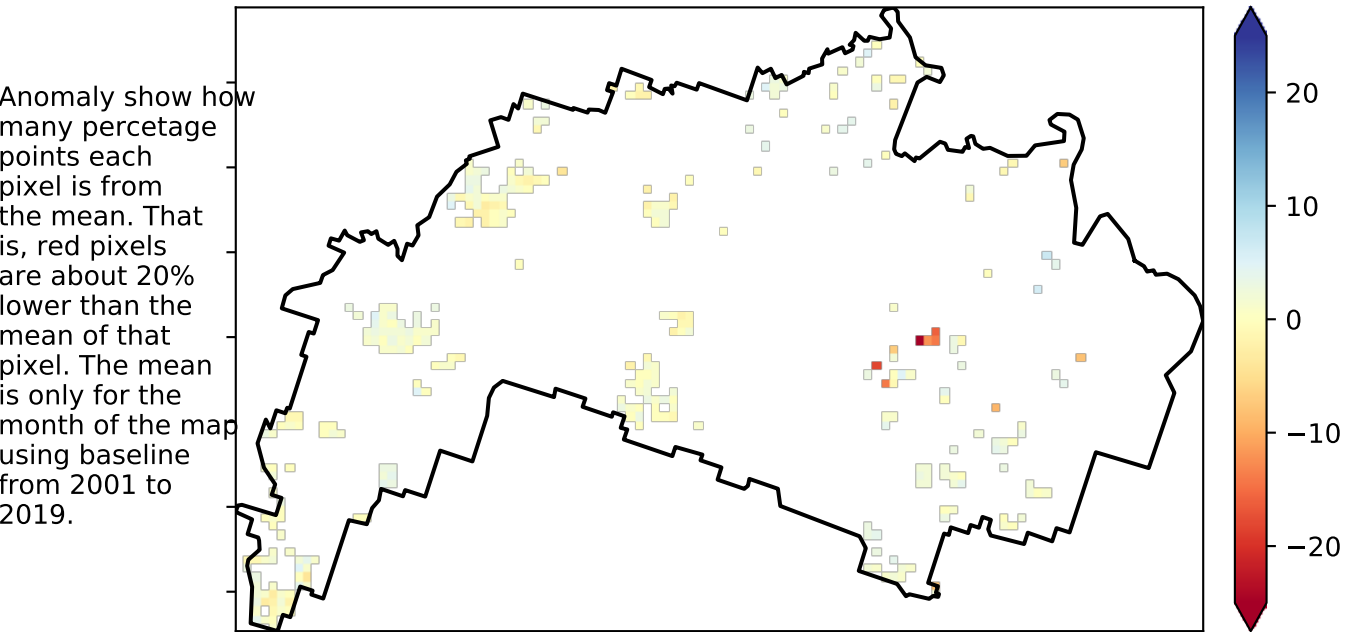 Anomaly show how
many percetage
points each
pixel is from
the mean. That
is, red pixels
are about 20%
lower than the
mean of that
pixel. The mean
is only for the
month of the map
using baseline
from 2001 to
2019.
20
10
0
−10
−20